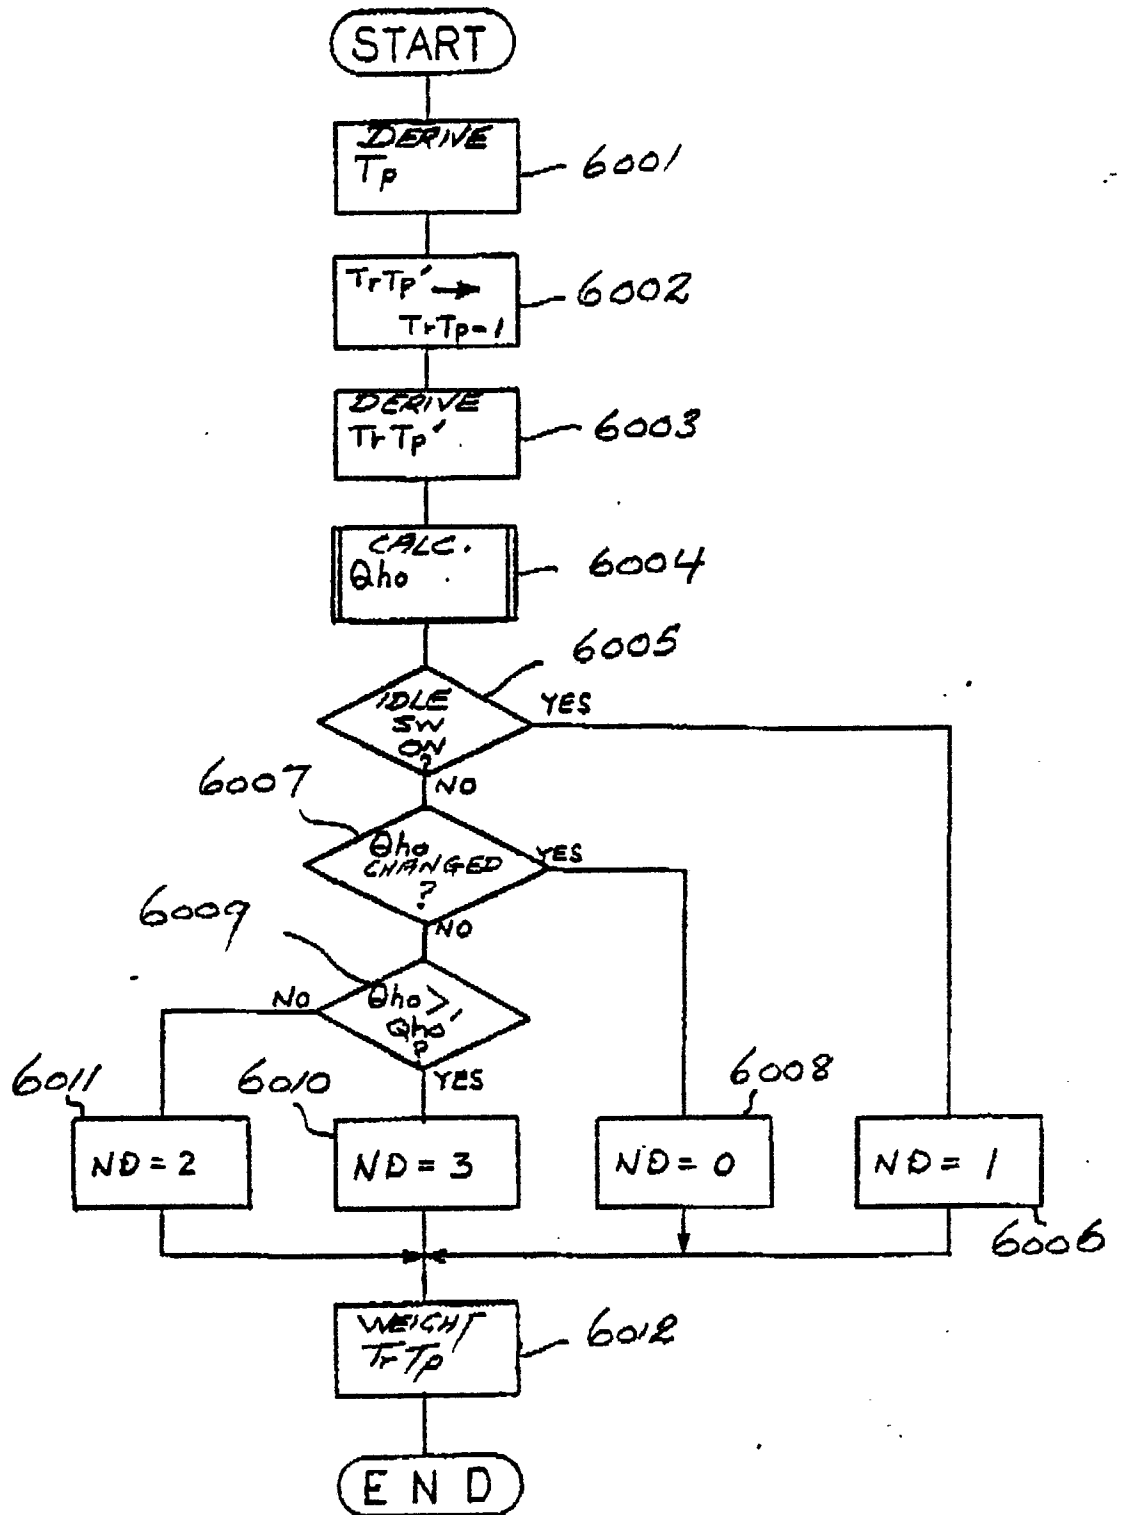 START
DERIVE
Tp
6001
TrTp' →
TrTp=1
6002
DERIVE
TrTp'
6003
CALC.
Qho
6004
6005
IDLE
SW
ON
?
YES
NO
6007
Qho
CHANGED
?
YES
NO
6009
Qho >
Qho'
?
NO
YES
6011
6010
6008
ND = 2
ND = 3
ND = 0
ND = 1
6006
WEIGHT
TrTp
6012
END